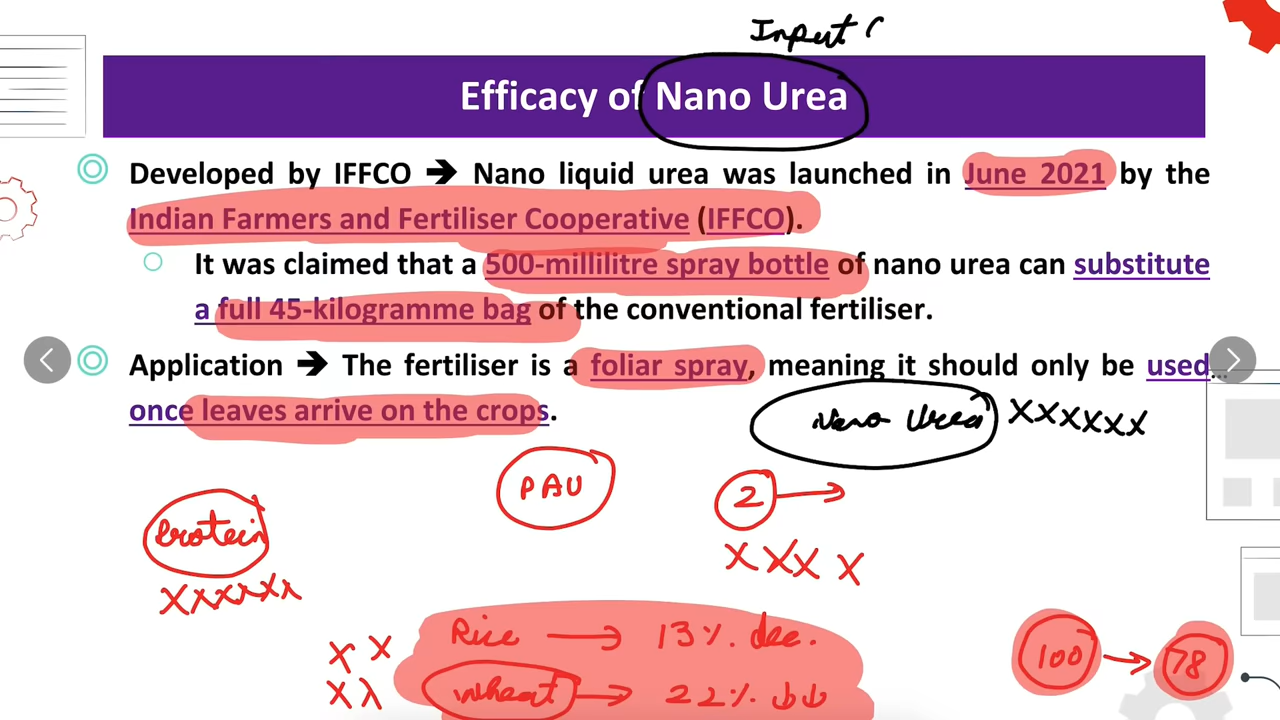 Input (
Efficacy of Nano Urea
Developed by IFFCO ➔ Nano liquid urea was launched in June 2021 by the
Indian Farmers and Fertiliser Cooperative (IFFCO).
It was claimed that a 500-millilitre spray bottle of nano urea can substitute
a full 45-kilogramme bag of the conventional fertiliser.
Application ➔ The fertiliser is a foliar spray, meaning it should only be used...
once leaves arrive on the crops.
Nano Urea XXXXXX
PAU
2 →
Protein
XXXX
XXXXXX
Rice → 13% dec.
X X
100 → 78
Wheat → 22% ↓↓
X X